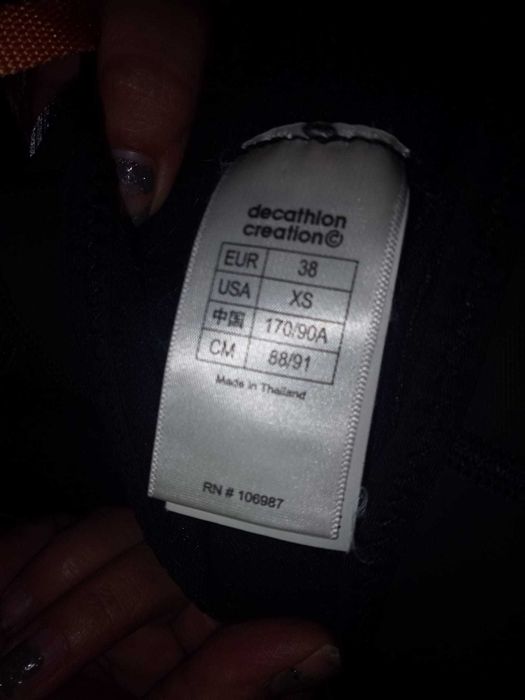 decathlon
creation©
EUR 38
USA XS
中国 170/90A
CM 88/91
Made in Thailand
RN # 106987